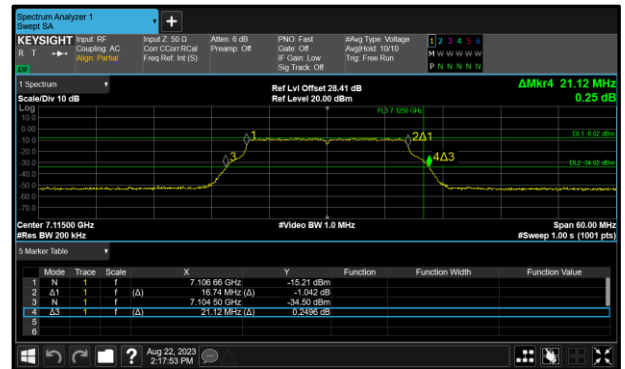 Spectrum Analyzer 1
Swept SA
+
KEYSIGHT Input: RF Input Z: 50 Ω Atten: 6 dB PNO: Fast #Avg Type: Voltage 1 2 3 4 5 6
R T Coupling: AC Corr CCorr RCal Preamp: Off Gate: Off Avg|Hold: 10/10 M W W W W W
Align: Partial Freq Ref: Int (S) IF Gain: Low Trig: Free Run
Sig Track: Off P N N N N N
LXI
1 Spectrum Ref Lvl Offset 28.41 dB ΔMkr4 21.12 MHz
Scale/Div 10 dB Ref Level 20.00 dBm 0.25 dB
Log
10.0 FLD 7.1250 GHz
0.00
-10.0 1 2Δ1 DL1 -8.02 dBm
-20.0
-30.0 3 4Δ3 DL2 -34.02 dBm
-40.0
-50.0
-60.0
-70.0
Center 7.11500 GHz #Video BW 1.0 MHz Span 60.00 MHz
#Res BW 200 kHz #Sweep 1.00 s (1001 pts)
5 Marker Table
Mode Trace Scale X Y Function Function Width Function Value
1 N 1 f 7.106 66 GHz -15.21 dBm
2 Δ1 1 f (Δ) 16.74 MHz (Δ) -1.042 dB
3 N 1 f 7.104 50 GHz -34.50 dBm
4 Δ3 1 f (Δ) 21.12 MHz (Δ) 0.2496 dB
5
6
? Aug 22, 2023
2:17:53 PM